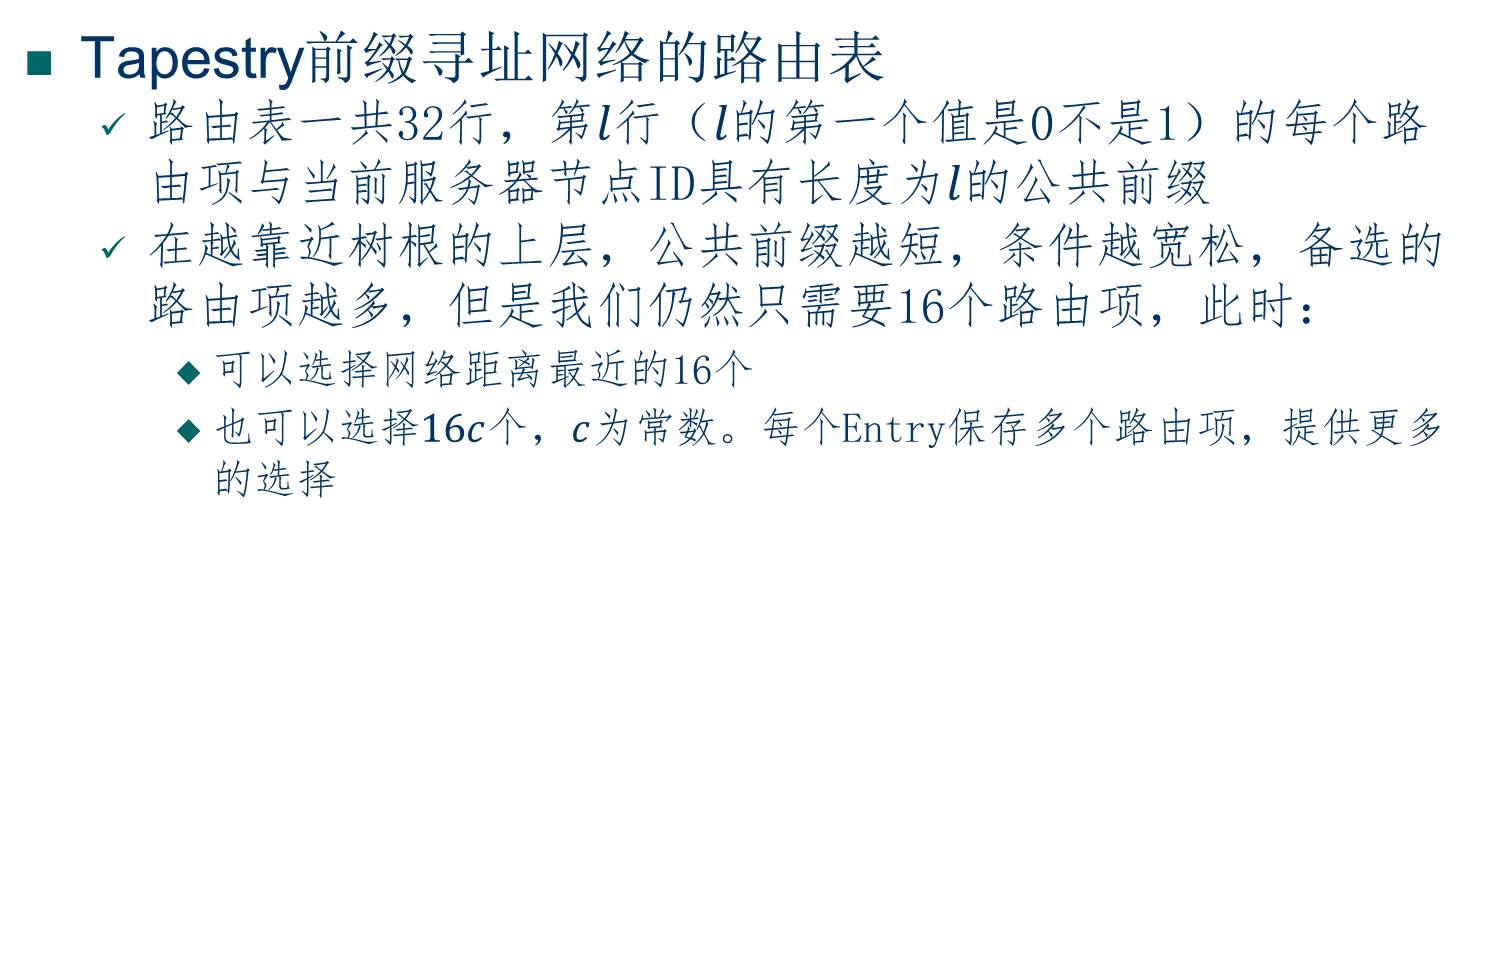 Tapestry前缀寻址网络的路由表
路由表一共32行，第l行（l的第一个值是0不是1）的每个路
由项与当前服务器节点ID具有长度为l的公共前缀
在越靠近树根的上层，公共前缀越短，条件越宽松，备选的
路由项越多，但是我们仍然只需要16个路由项，此时：
可以选择网络距离最近的16个
也可以选择16c个，c为常数。每个Entry保存多个路由项，提供更多
的选择